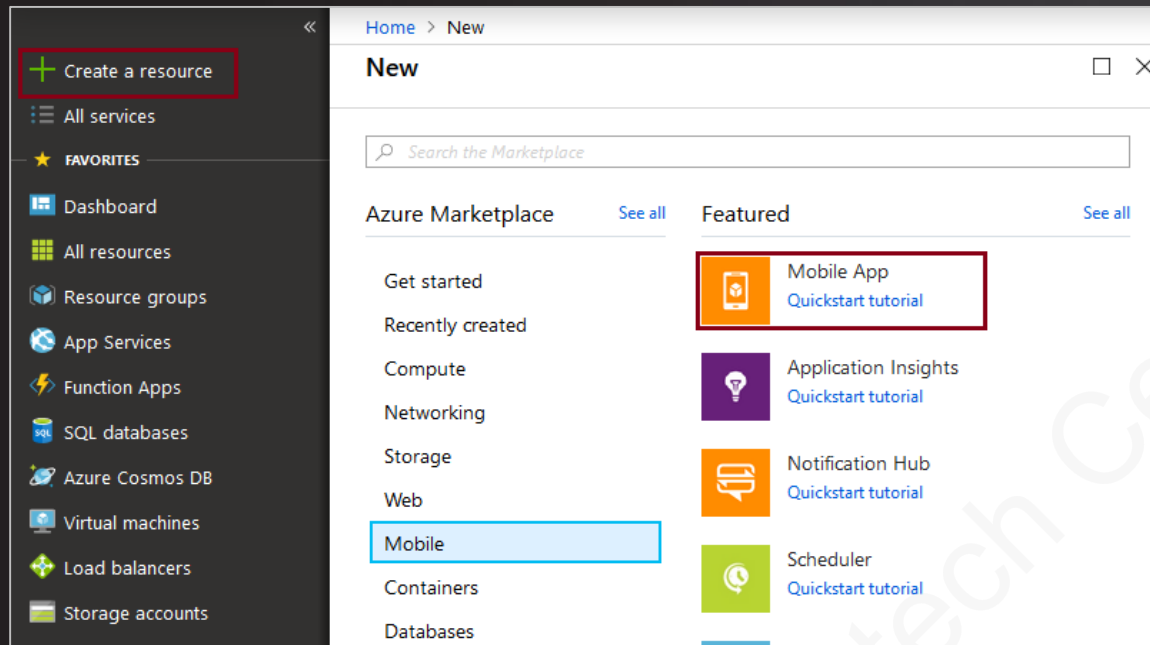 «
Create a resource
All services
FAVORITES
Dashboard
All resources
Resource groups
App Services
Function Apps
SQL
SQL databases
Azure Cosmos DB
Virtual machines
Load balancers
Storage accounts
Home > New
New
Search the Marketplace
Azure Marketplace See all
Get started
Recently created
Compute
Networking
Storage
Web
Mobile
Containers
Databases
Featured See all
Mobile App
Quickstart tutorial
Application Insights
Quickstart tutorial
Notification Hub
Quickstart tutorial
Scheduler
Quickstart tutorial